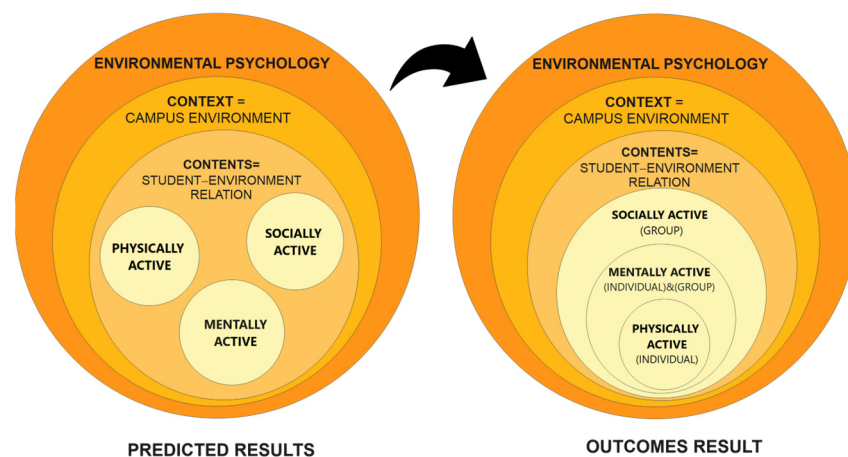 ENVIRONMENTAL PSYCHOLOGY
CONTEXT =
CAMPUS ENVIRONMENT
CONTENTS=
STUDENT–ENVIRONMENT
RELATION
PHYSICALLY
ACTIVE
SOCIALLY
ACTIVE
MENTALLY
ACTIVE
PREDICTED RESULTS
ENVIRONMENTAL PSYCHOLOGY
CONTEXT =
CAMPUS ENVIRONMENT
CONTENTS=
STUDENT–ENVIRONMENT
RELATION
SOCIALLY ACTIVE
(GROUP)
MENTALLY ACTIVE
(INDIVIDUAL)&(GROUP)
PHYSICALLY
ACTIVE
(INDIVIDUAL)
OUTCOMES RESULT